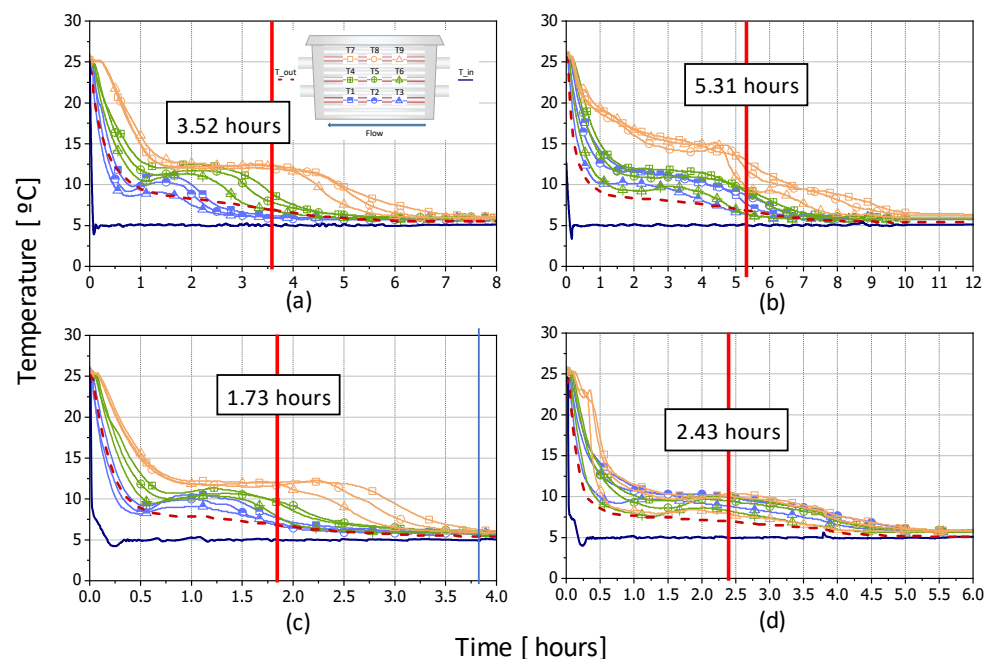 Temperature [ ºC]
30
25
20
15
10
5
0
3.52 hours
T7 T8 T9
T4 T5 T6
T1 T2 T3
T_out
T_in
Flow
0 1 2 3 4 5 6 7 8
(a)
30
25
20
15
10
5
0
5.31 hours
0 1 2 3 4 5 6 7 8 9 10 11 12
(b)
30
25
20
15
10
5
0
1.73 hours
0.0 0.5 1.0 1.5 2.0 2.5 3.0 3.5 4.0
(c)
30
25
20
15
10
5
0
2.43 hours
0.0 0.5 1.0 1.5 2.0 2.5 3.0 3.5 4.0 4.5 5.0 5.5 6.0
(d)
Time [ hours]